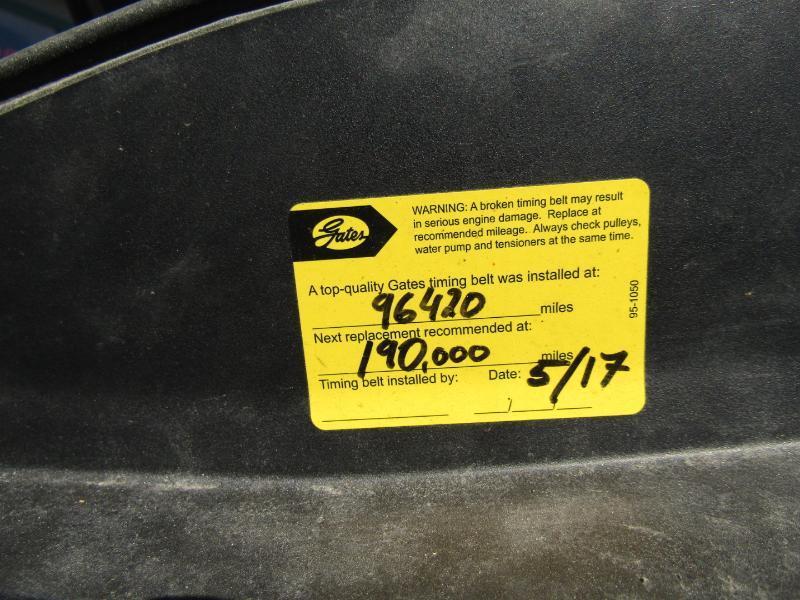 Gates
WARNING: A broken timing belt may result
in serious engine damage. Replace at
recommended mileage. Always check pulleys,
water pump and tensioners at the same time.
A top-quality Gates timing belt was installed at:
96420 miles
Next replacement recommended at:
190,000 miles
Timing belt installed by: Date: 5/17
95-1050